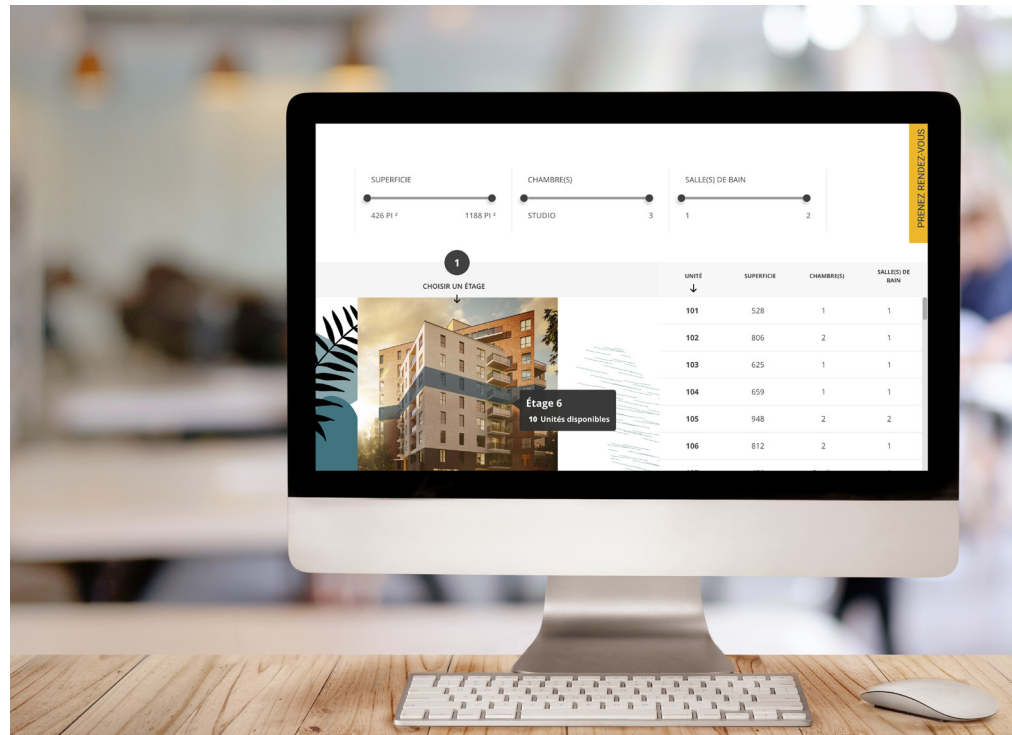 PRENEZ RENDEZ-VOUS
SUPERFICIE
426 PI ²
1188 PI ²
CHAMBRE(S)
STUDIO
3
SALLE(S) DE BAIN
1
2
1
CHOISIR UN ÉTAGE
Étage 6
10 Unités disponibles
UNITÉ SUPERFICIE CHAMBRE(S) SALLE(S) DE
BAIN
101 528 1 1
102 806 2 1
103 625 1 1
104 659 1 1
105 948 2 2
106 812 2 1